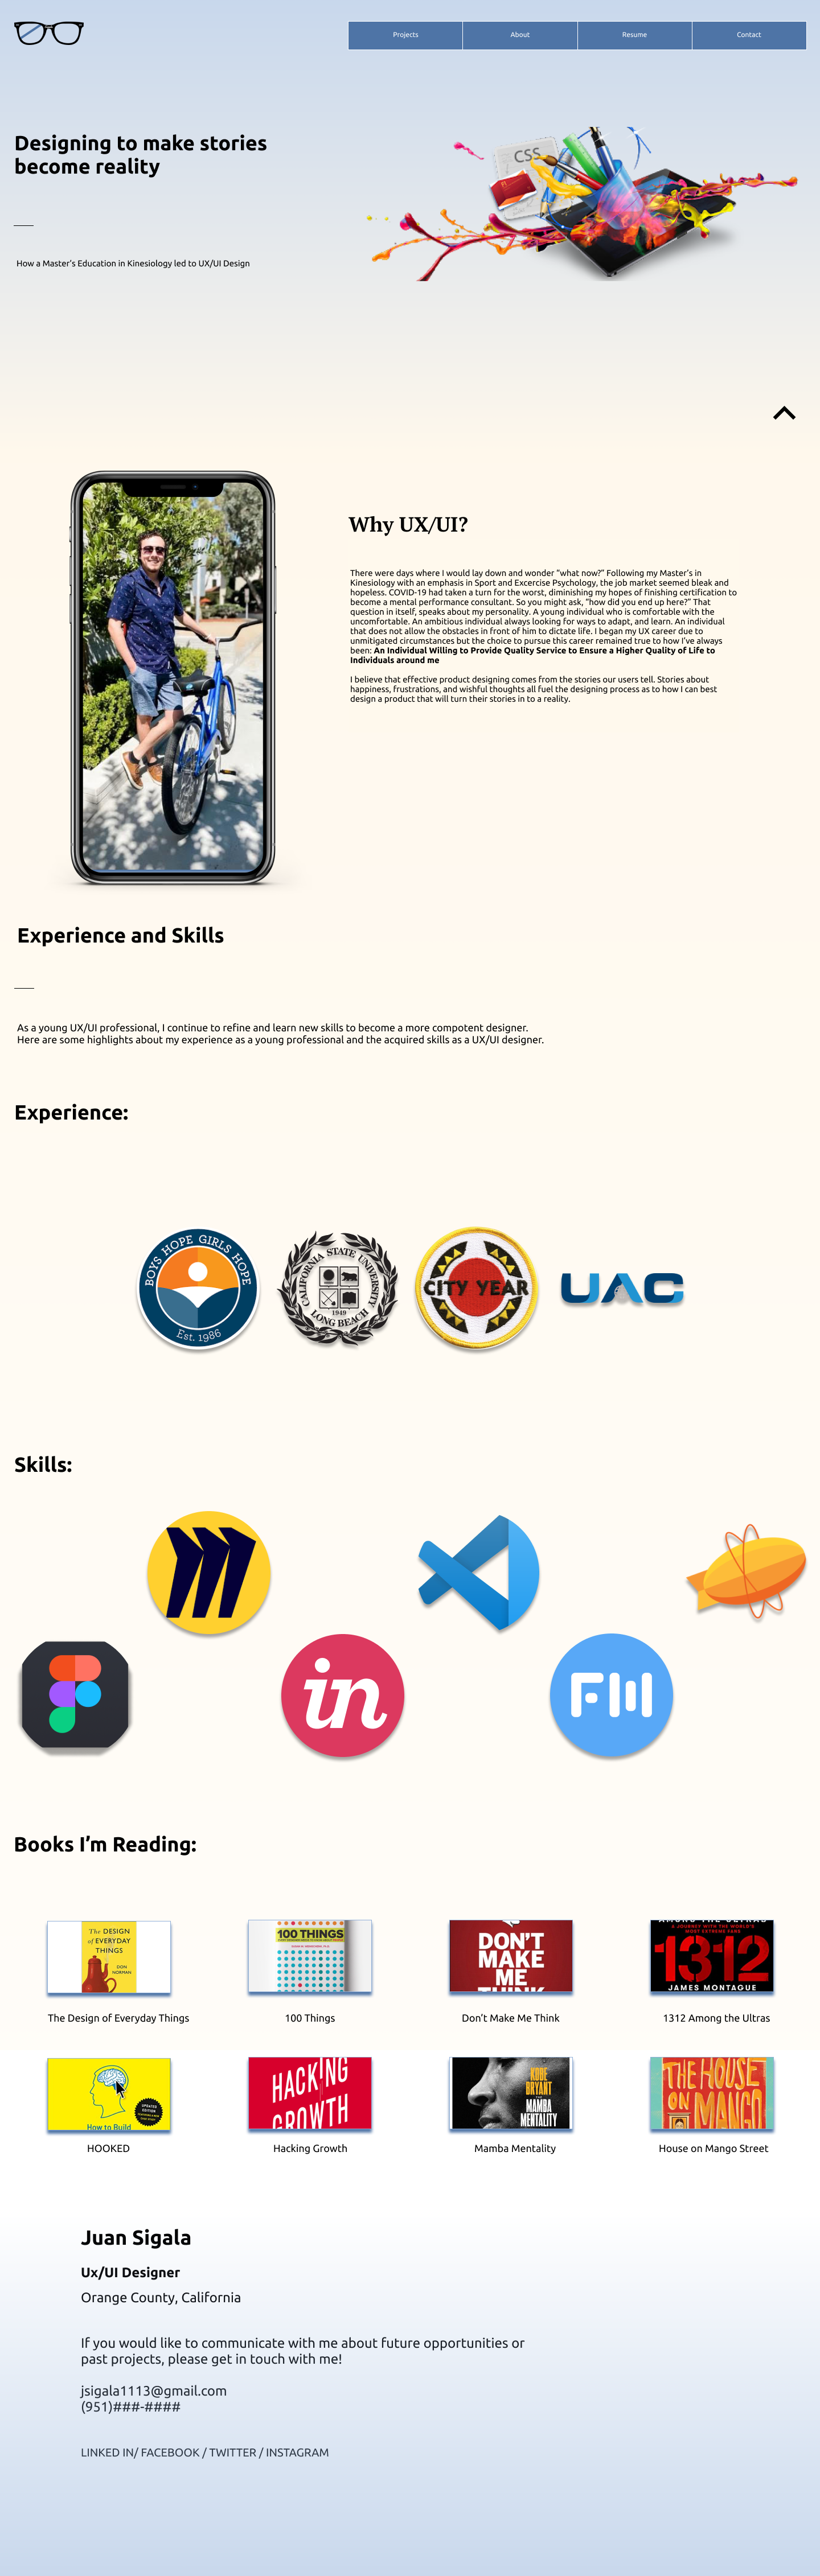 Projects
About
Resume
Contact
Designing to make stories
become reality
CSS
How a Master's Education in Kinesiology led to UX/UI Design
Why UX/UI?
There were days where I would lay down and wonder "what now?" Following my Master's in
Kinesiology with an emphasis in Sport and Excercise Psychology, the job market seemed bleak and
hopeless. COVID-19 had taken a turn for the worst, diminishing my hopes of finishing certification to
become a mental performance consultant. So you might ask, "how did you end up here?" That
question in itself, speaks about my personality. A young individual who is comfortable with the
uncomfortable. An ambitious individual always looking for ways to adapt, and learn. An individual
that does not allow the obstacles in front of him to dictate life. I began my UX career due to
unmitigated circumstances but the choice to pursue this career remained true to how I've always
been: An Individual Willing to Provide Quality Service to Ensure a Higher Quality of Life to
Individuals around me
I believe that effective product designing comes from the stories our users tell. Stories about
happiness, frustrations, and wishful thoughts all fuel the designing process as to how I can best
design a product that will turn their stories in to a reality.
Experience and Skills
As a young UX/UI professional, I continue to refine and learn new skills to become a more compotent designer.
Here are some highlights about my experience as a young professional and the acquired skills as a UX/UI designer.
Experience:
BOYS HOPE GIRLS HOPE
Est. 1986
CALIFORNIA STATE UNIVERSITY
1949
LONG BEACH
CITY YEAR
UAC
Skills:
in
FM
Books I'm Reading:
The DESIGN
of EVERYDAY
THINGS
DON
NORMAN
100 THINGS
DON'T
MAKE
ME
THINK
AMONG THE ULTRAS
A JOURNEY WITH THE WORLD'S
MOST EXTREME FANS
1312
JAMES MONTAGUE
The Design of Everyday Things
100 Things
Don't Make Me Think
1312 Among the Ultras
UPDATED
EDITION
How to Build
HACKING
GROWTH
KOBE
BRYANT
THE
MAMBA
MENTALITY
THE HOUSE
ON
MANGO
HOOKED
Hacking Growth
Mamba Mentality
House on Mango Street
Juan Sigala
Ux/UI Designer
Orange County, California
If you would like to communicate with me about future opportunities or
past projects, please get in touch with me!
jsigala1113@gmail.com
(951)###-####
LINKED IN/ FACEBOOK / TWITTER / INSTAGRAM